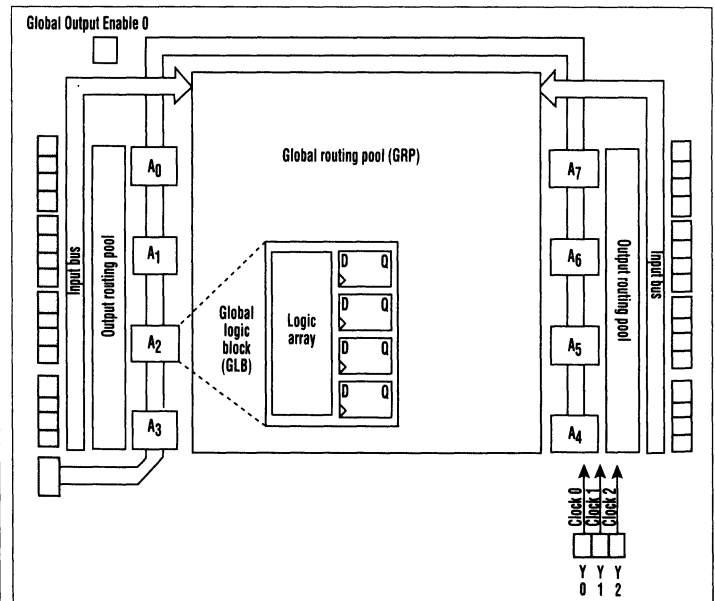 Global Output Enable 0
Global routing pool (GRP)
A0
A7
A1
A6
A2
A5
A3
A4
Input bus
Output routing pool
Global
logic
block
(GLB)
Logic
array
D Q
D Q
D Q
D Q
Output routing pool
Input bus
Clock 0
Clock 1
Clock 2
Y
0
Y
1
Y
2